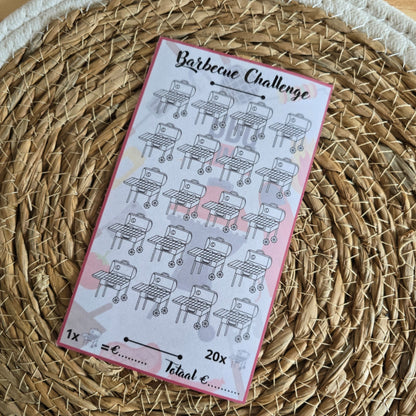 Barbecue Challenge
1x = €.........
20x
Totaal €..........